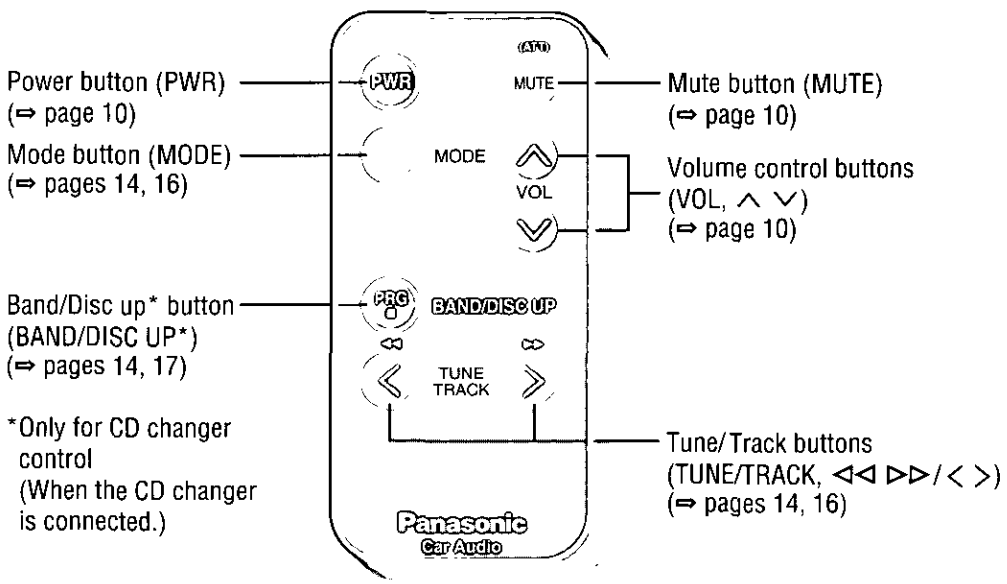 Power button (PWR)
(⇒ page 10)
Mode button (MODE)
(⇒ pages 14, 16)
Band/Disc up* button
(BAND/DISC UP*)
(⇒ pages 14, 17)
*Only for CD changer
control
(When the CD changer
is connected.)
(ATT)
PWR
MUTE
MODE
VOL
PRG
BAND/DISC UP
TUNE
TRACK
Panasonic
Car Audio
Mute button (MUTE)
(⇒ page 10)
Volume control buttons
(VOL, ∧ ∨)
(⇒ page 10)
Tune/Track buttons
(TUNE/TRACK, ◁◁ ▷▷/< >)
(⇒ pages 14, 16)